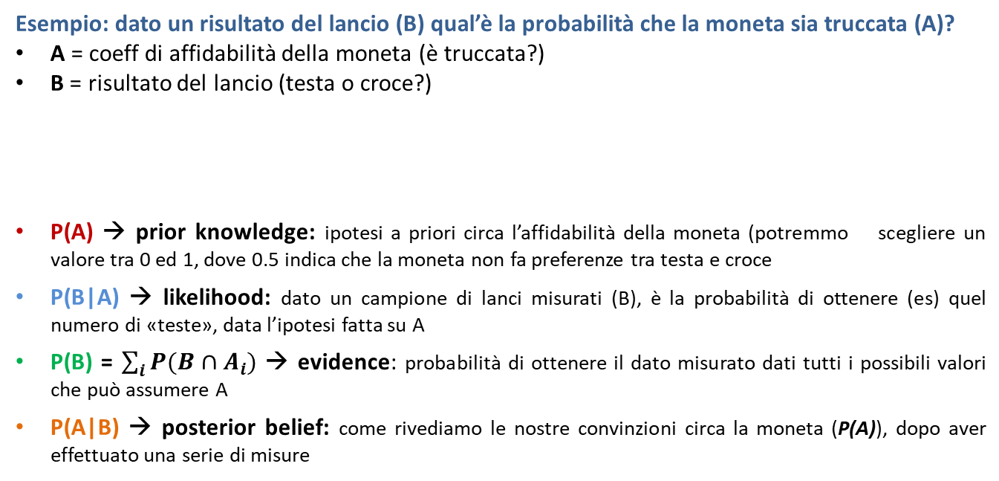 Esempio: dato un risultato del lancio (B) qual'è la probabilità che la moneta sia truccata (A)?
• A = coeff di affidabilità della moneta (è truccata?)
• B = risultato del lancio (testa o croce?)
• P(A) → prior knowledge: ipotesi a priori circa l'affidabilità della moneta (potremmo scegliere un
valore tra 0 ed 1, dove 0.5 indica che la moneta non fa preferenze tra testa e croce
• P(B|A) → likelihood: dato un campione di lanci misurati (B), è la probabilità di ottenere (es) quel
numero di «teste», data l'ipotesi fatta su A
• P(B) = ∑ᵢ P(B ∩ Aᵢ) → evidence: probabilità di ottenere il dato misurato dati tutti i possibili valori
che può assumere A
• P(A|B) → posterior belief: come rivediamo le nostre convinzioni circa la moneta (P(A)), dopo aver
effettuato una serie di misure